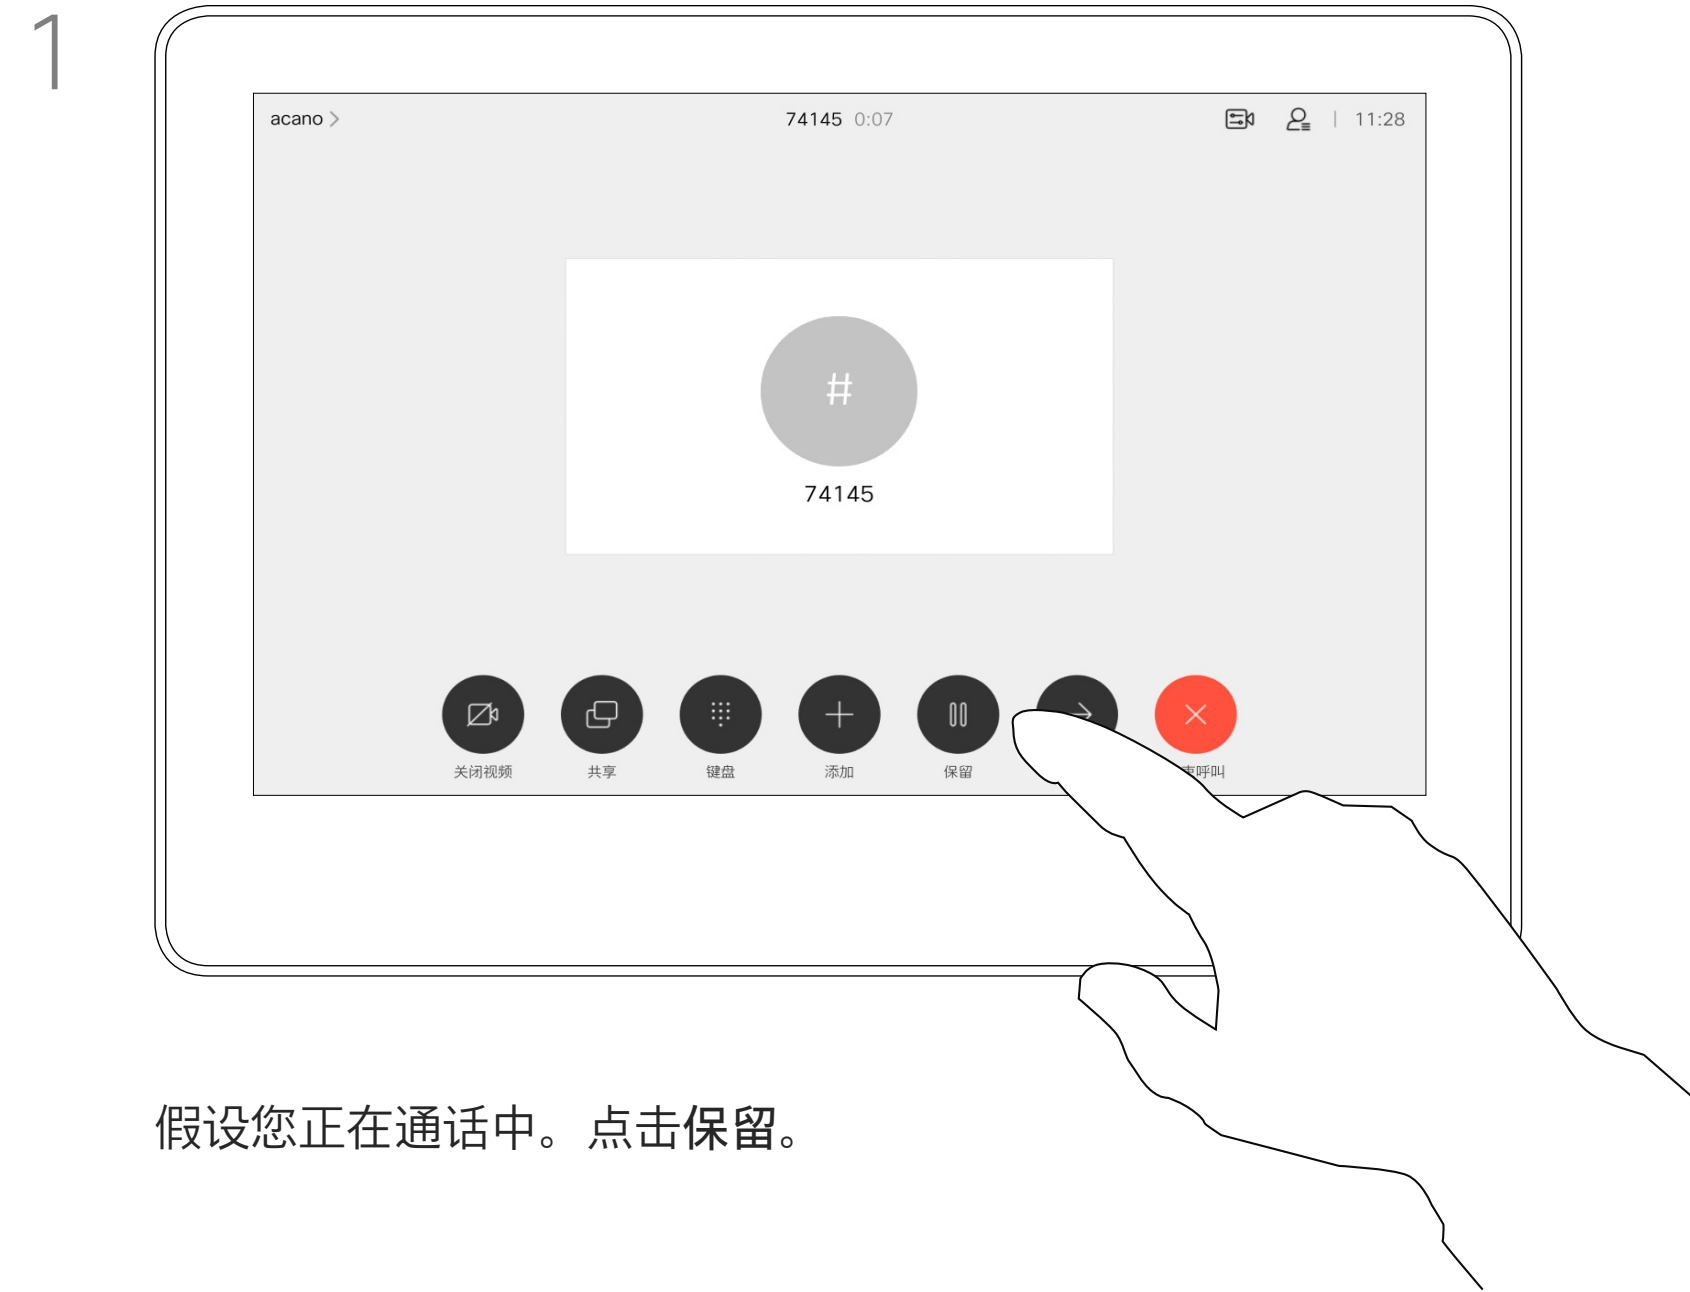 1
acano
74145 0:07
11:28
#
74145
关闭视频
共享
键盘
添加
保留
呼叫
假设您正在通话中。点击保留。